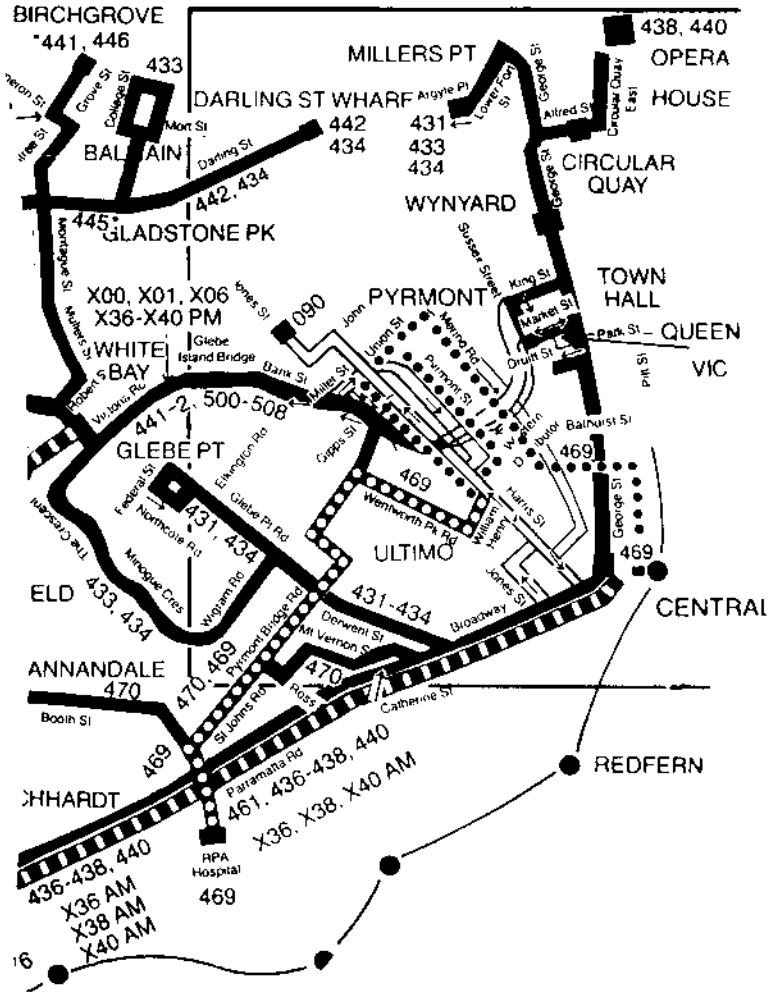 BIRCHGROVE
441, 446
438, 440
OPERA
HOUSE
MILLERS PT
433
College St
Grove St
Mort St
BALMAIN
DARLING ST WHARF
442
434
Argyle Pl
431
433
434
Lower Fort St
George St
Alfred St
Circular Quay East
CIRCULAR
QUAY
Darling St
442, 434
445
GLADSTONE PK
WYNYARD
George St
Montague St
Mullers St
Sussex Street
King St
Market St
TOWN
HALL
Park St
QUEEN
VIC
Druitt St
Pitt St
X00, X01, X06
X36-X40 PM
WHITE
BAY
Glebe
Island Bridge
Jones St
090
John
PYRMONT
Union St
Pyrmont St
Bank St
Miller St
Robert St
Victoria Rd
441-2, 500-508
GLEBE PT
Gipps St
Western
Distributor
Bathurst St
469
Elkington Rd
Federal St
Northcote Rd
431, 434
Glebe Pt Rd
469
Wentworth Pk Rd
William
Henry
Harris St
George St
469
ULTIMO
Jones St
The Crescent
Minogue Cres
433, 434
Wigram Rd
ELD
431-434
Derwent St
Mt Vernon St
Broadway
CENTRAL
Pyrmont Bridge Rd
470, 469
470
Ross
St Johns Rd
Catherine St
ANNANDALE
470
Booth St
469
Parramatta Rd
461, 436-438, 440
X36, X38, X40 AM
REDFERN
CHHARDT
436-438, 440
X36 AM
X38 AM
X40 AM
RPA
Hospital
469